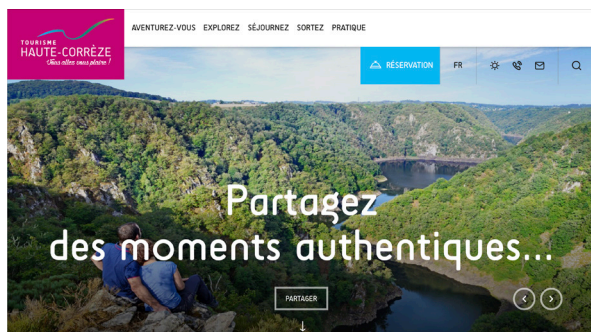 TOURISME
HAUTE-CORRÈZE
Vous allez vous plaire !
AVENTUREZ-VOUS EXPLOREZ SÉJOURNEZ SORTEZ PRATIQUE
RÉSERVATION FR
Partagez
des moments authentiques...
PARTAGER